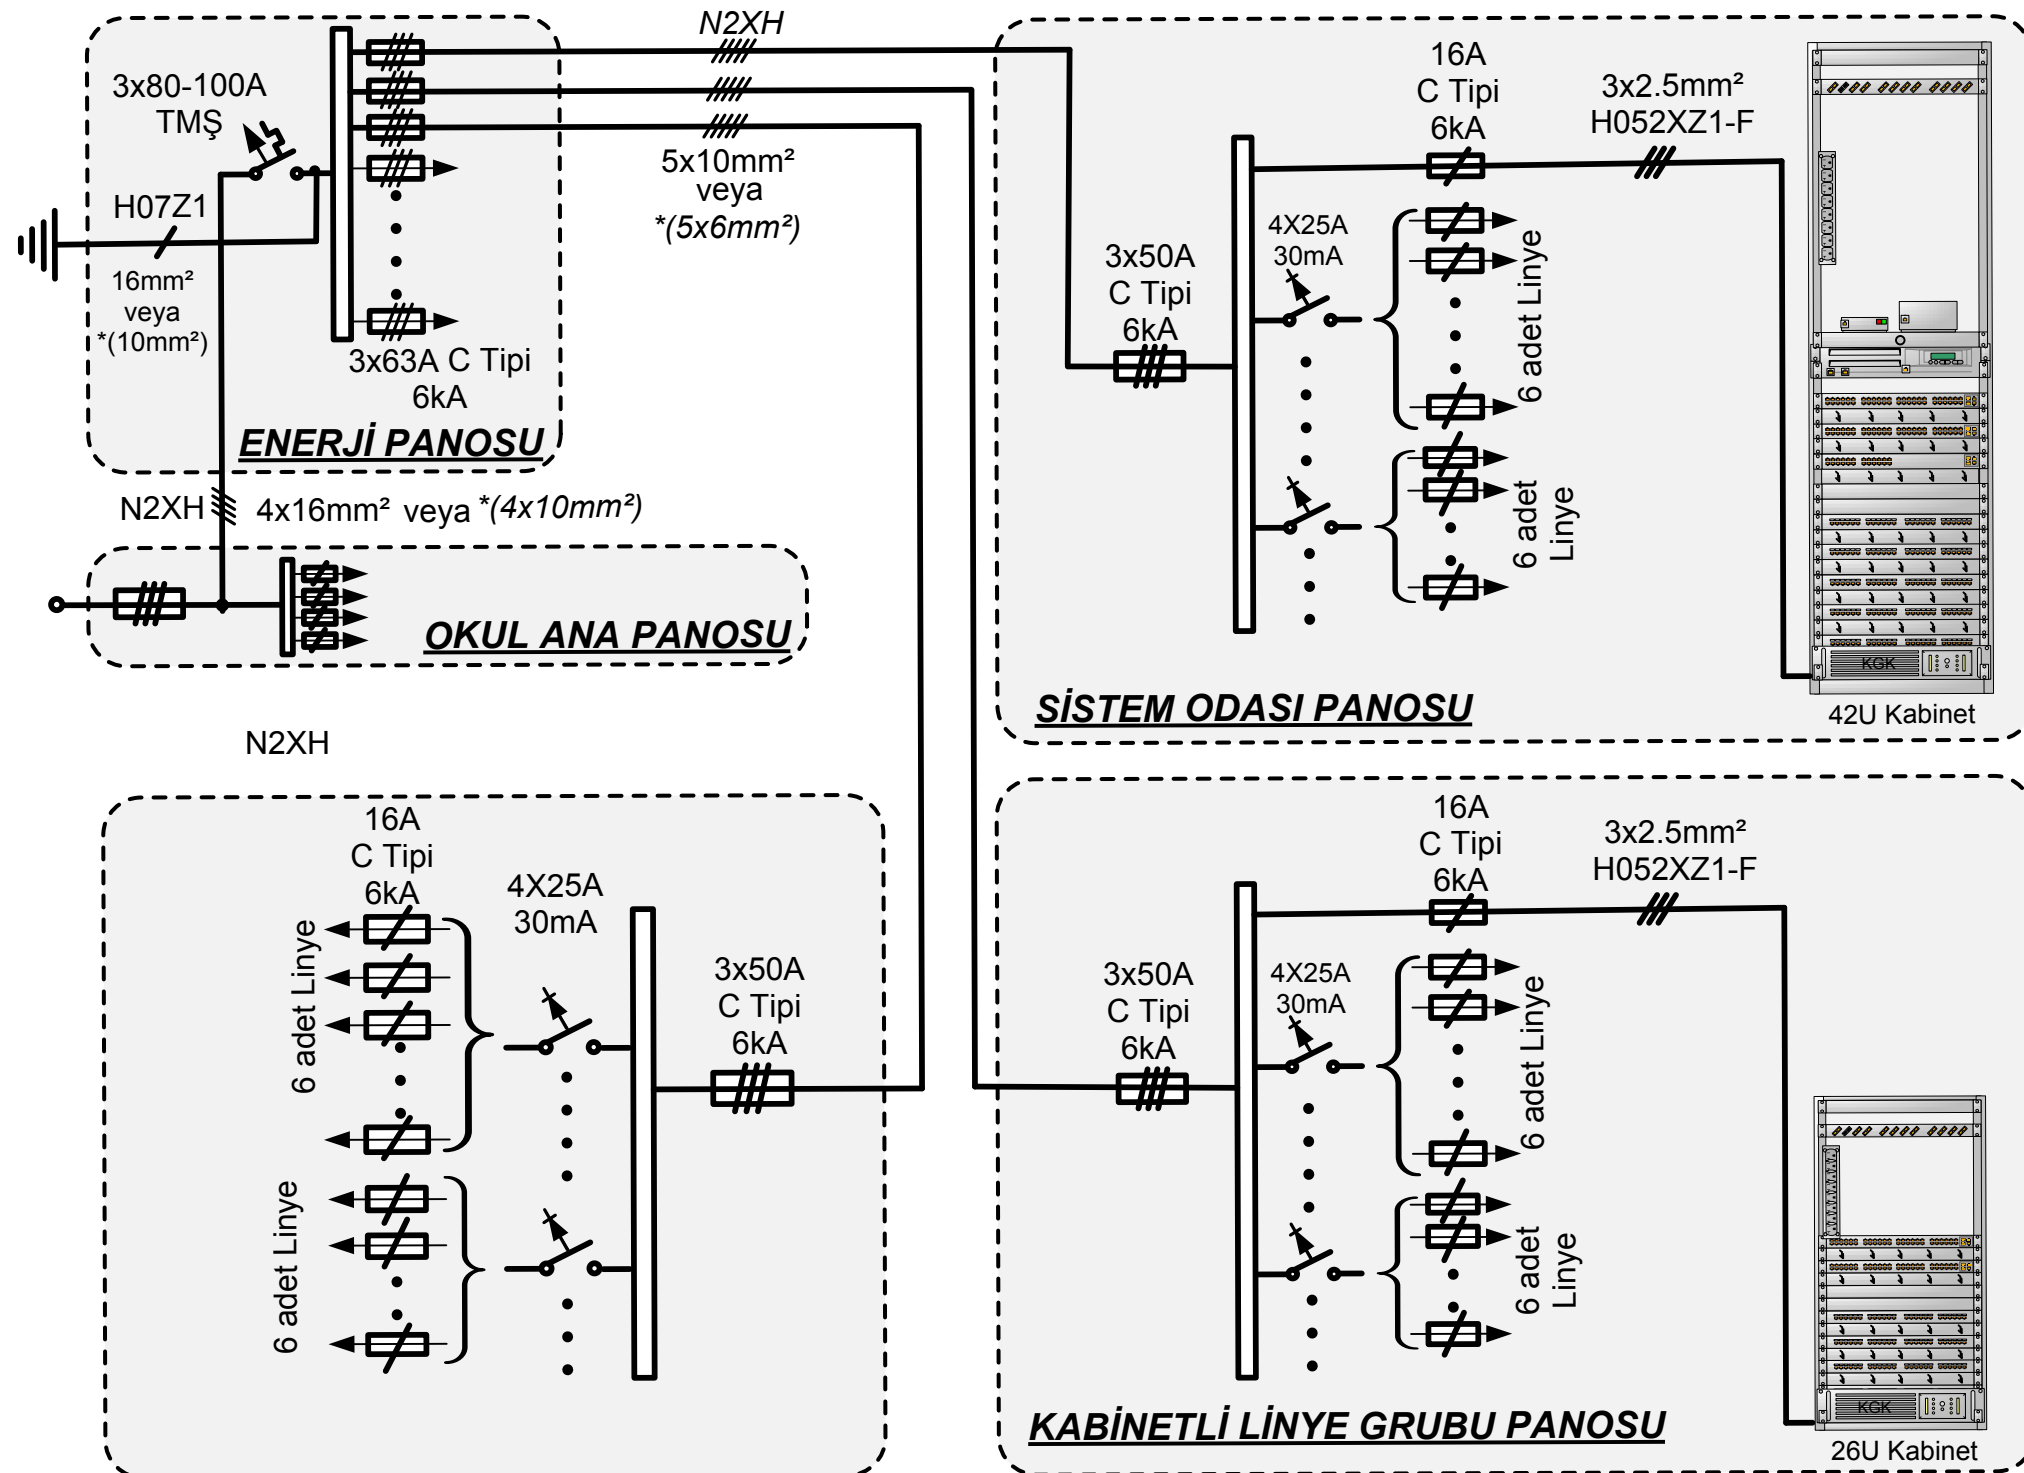 3x80-100A
TMŞ
H07Z1
16mm²
veya
*(10mm²)
3x63A C Tipi
6kA
ENERJİ PANOSU
N2XH
5x10mm²
veya
*(5x6mm²)
N2XH
4x16mm² veya *(4x10mm²)
OKUL ANA PANOSU
N2XH
3x50A
C Tipi
6kA
16A
C Tipi
6kA
3x2.5mm²
H052XZ1-F
4X25A
30mA
6 adet Linye
6 adet
Linye
KGK
42U Kabinet
SİSTEM ODASI PANOSU
16A
C Tipi
6kA
4X25A
30mA
3x50A
C Tipi
6kA
6 adet Linye
6 adet Linye
3x50A
C Tipi
6kA
16A
C Tipi
6kA
3x2.5mm²
H052XZ1-F
4X25A
30mA
6 adet Linye
6 adet
Linye
KGK
26U Kabinet
KABİNETLİ LİNYE GRUBU PANOSU